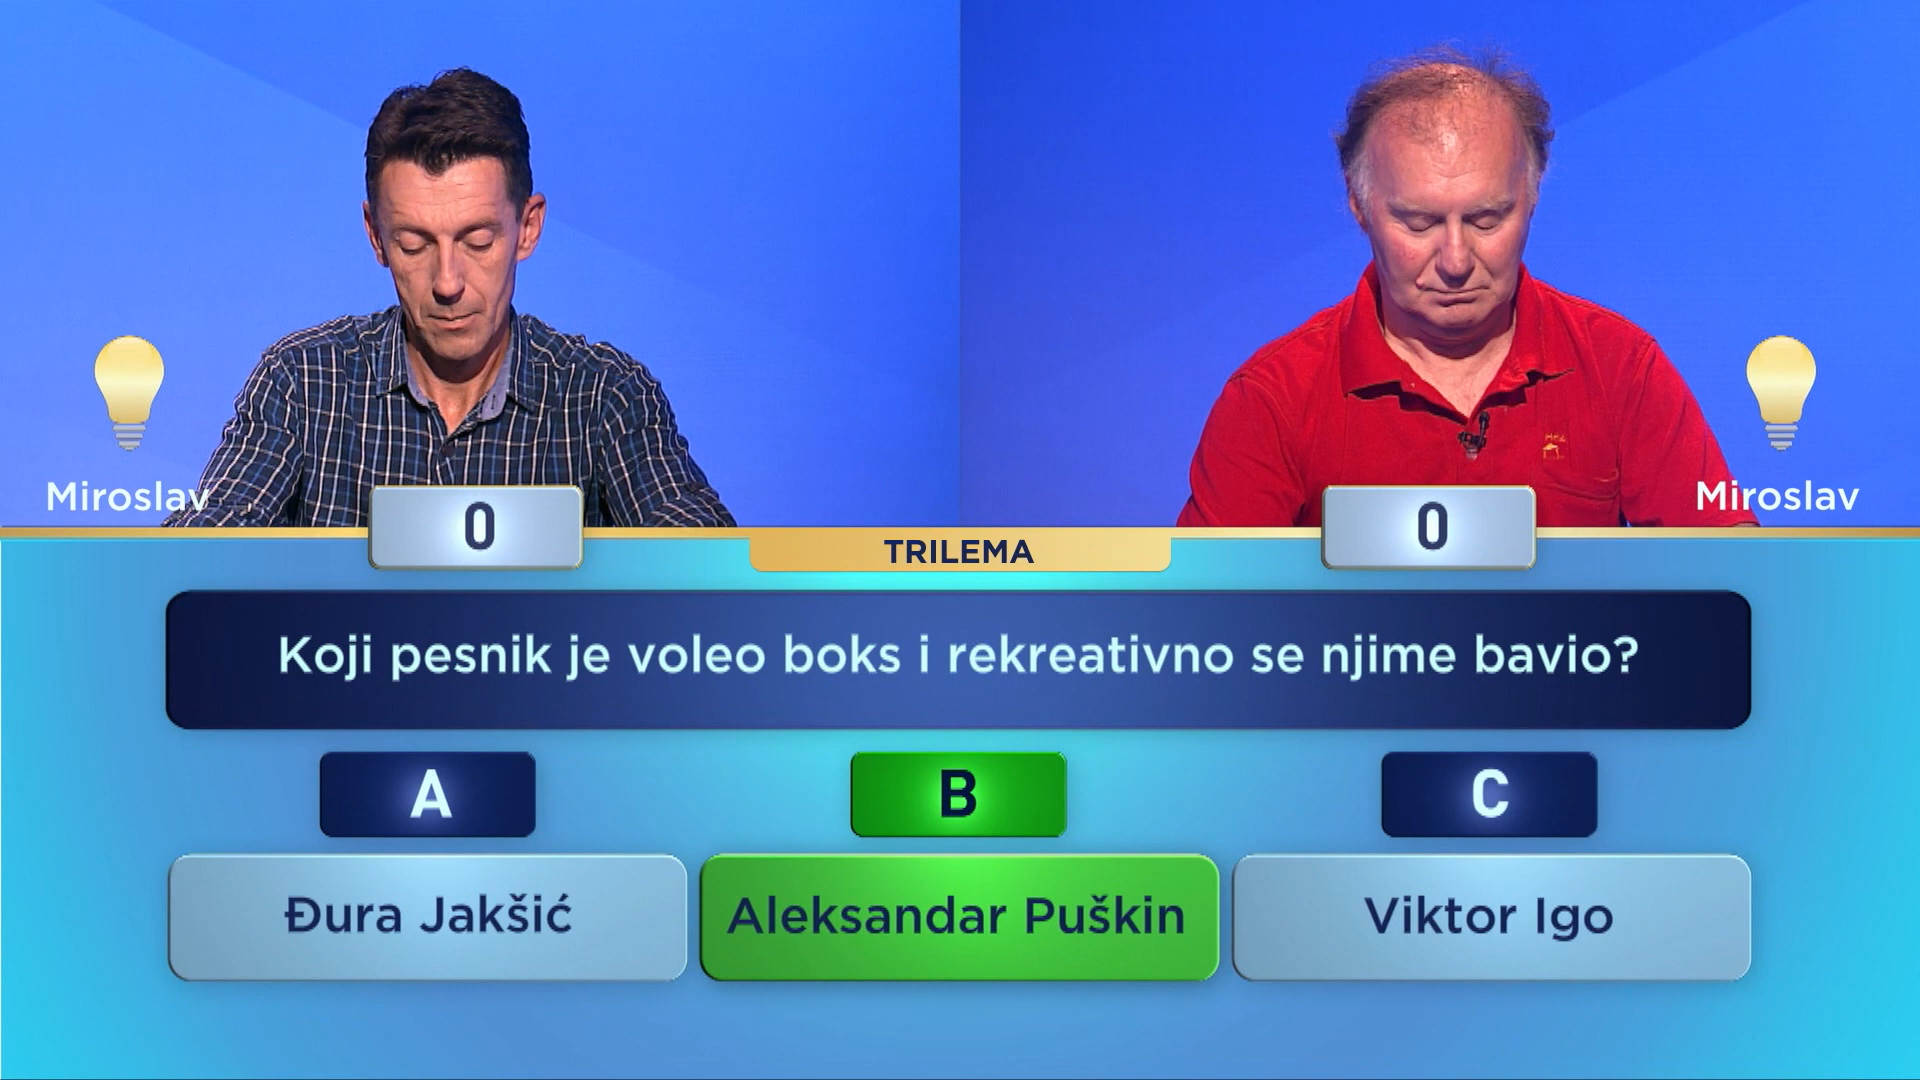 Miroslav
0
TRILEMA
0
Miroslav
Koji pesnik je voleo boks i rekreativno se njime bavio?
A
B
C
Đura Jakšić
Aleksandar Puškin
Viktor Igo